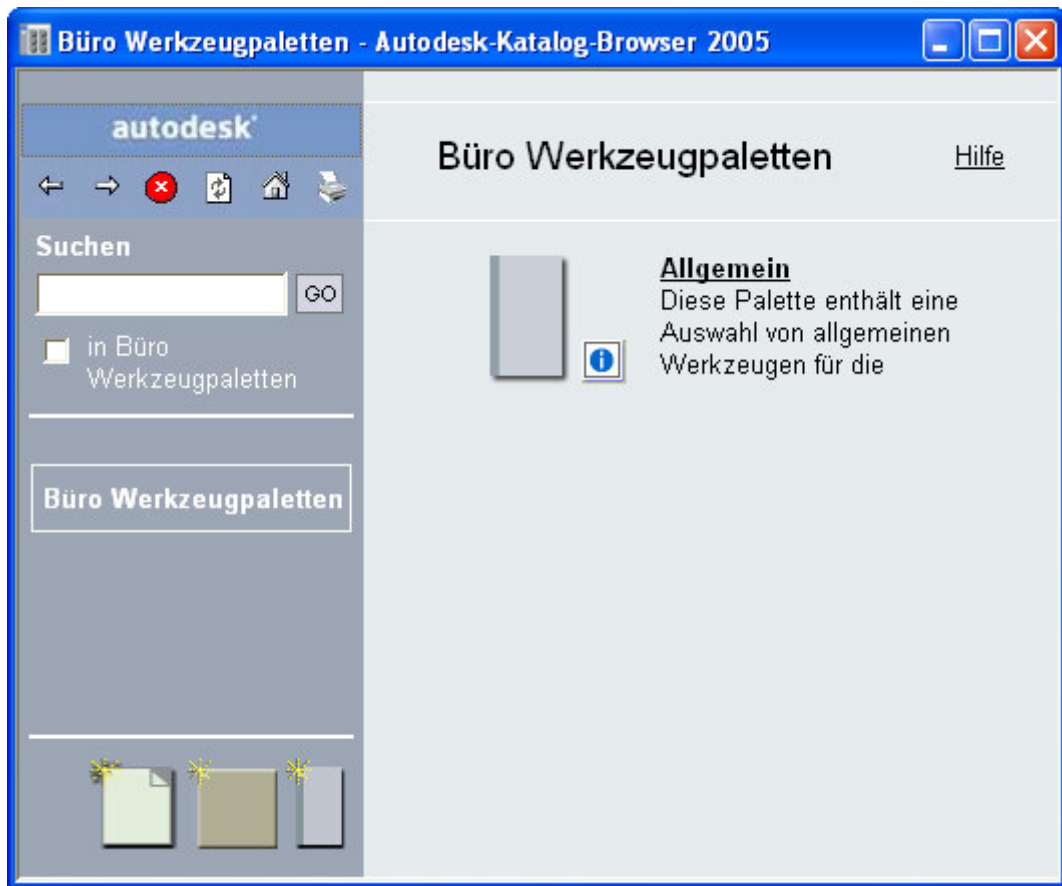 Büro Werkzeugpaletten - Autodesk-Katalog-Browser 2005
autodesk
Suchen
GO
in Büro
Werkzeugpaletten
Büro Werkzeugpaletten
Büro Werkzeugpaletten
Hilfe
Allgemein
Diese Palette enthält eine
Auswahl von allgemeinen
Werkzeugen für die